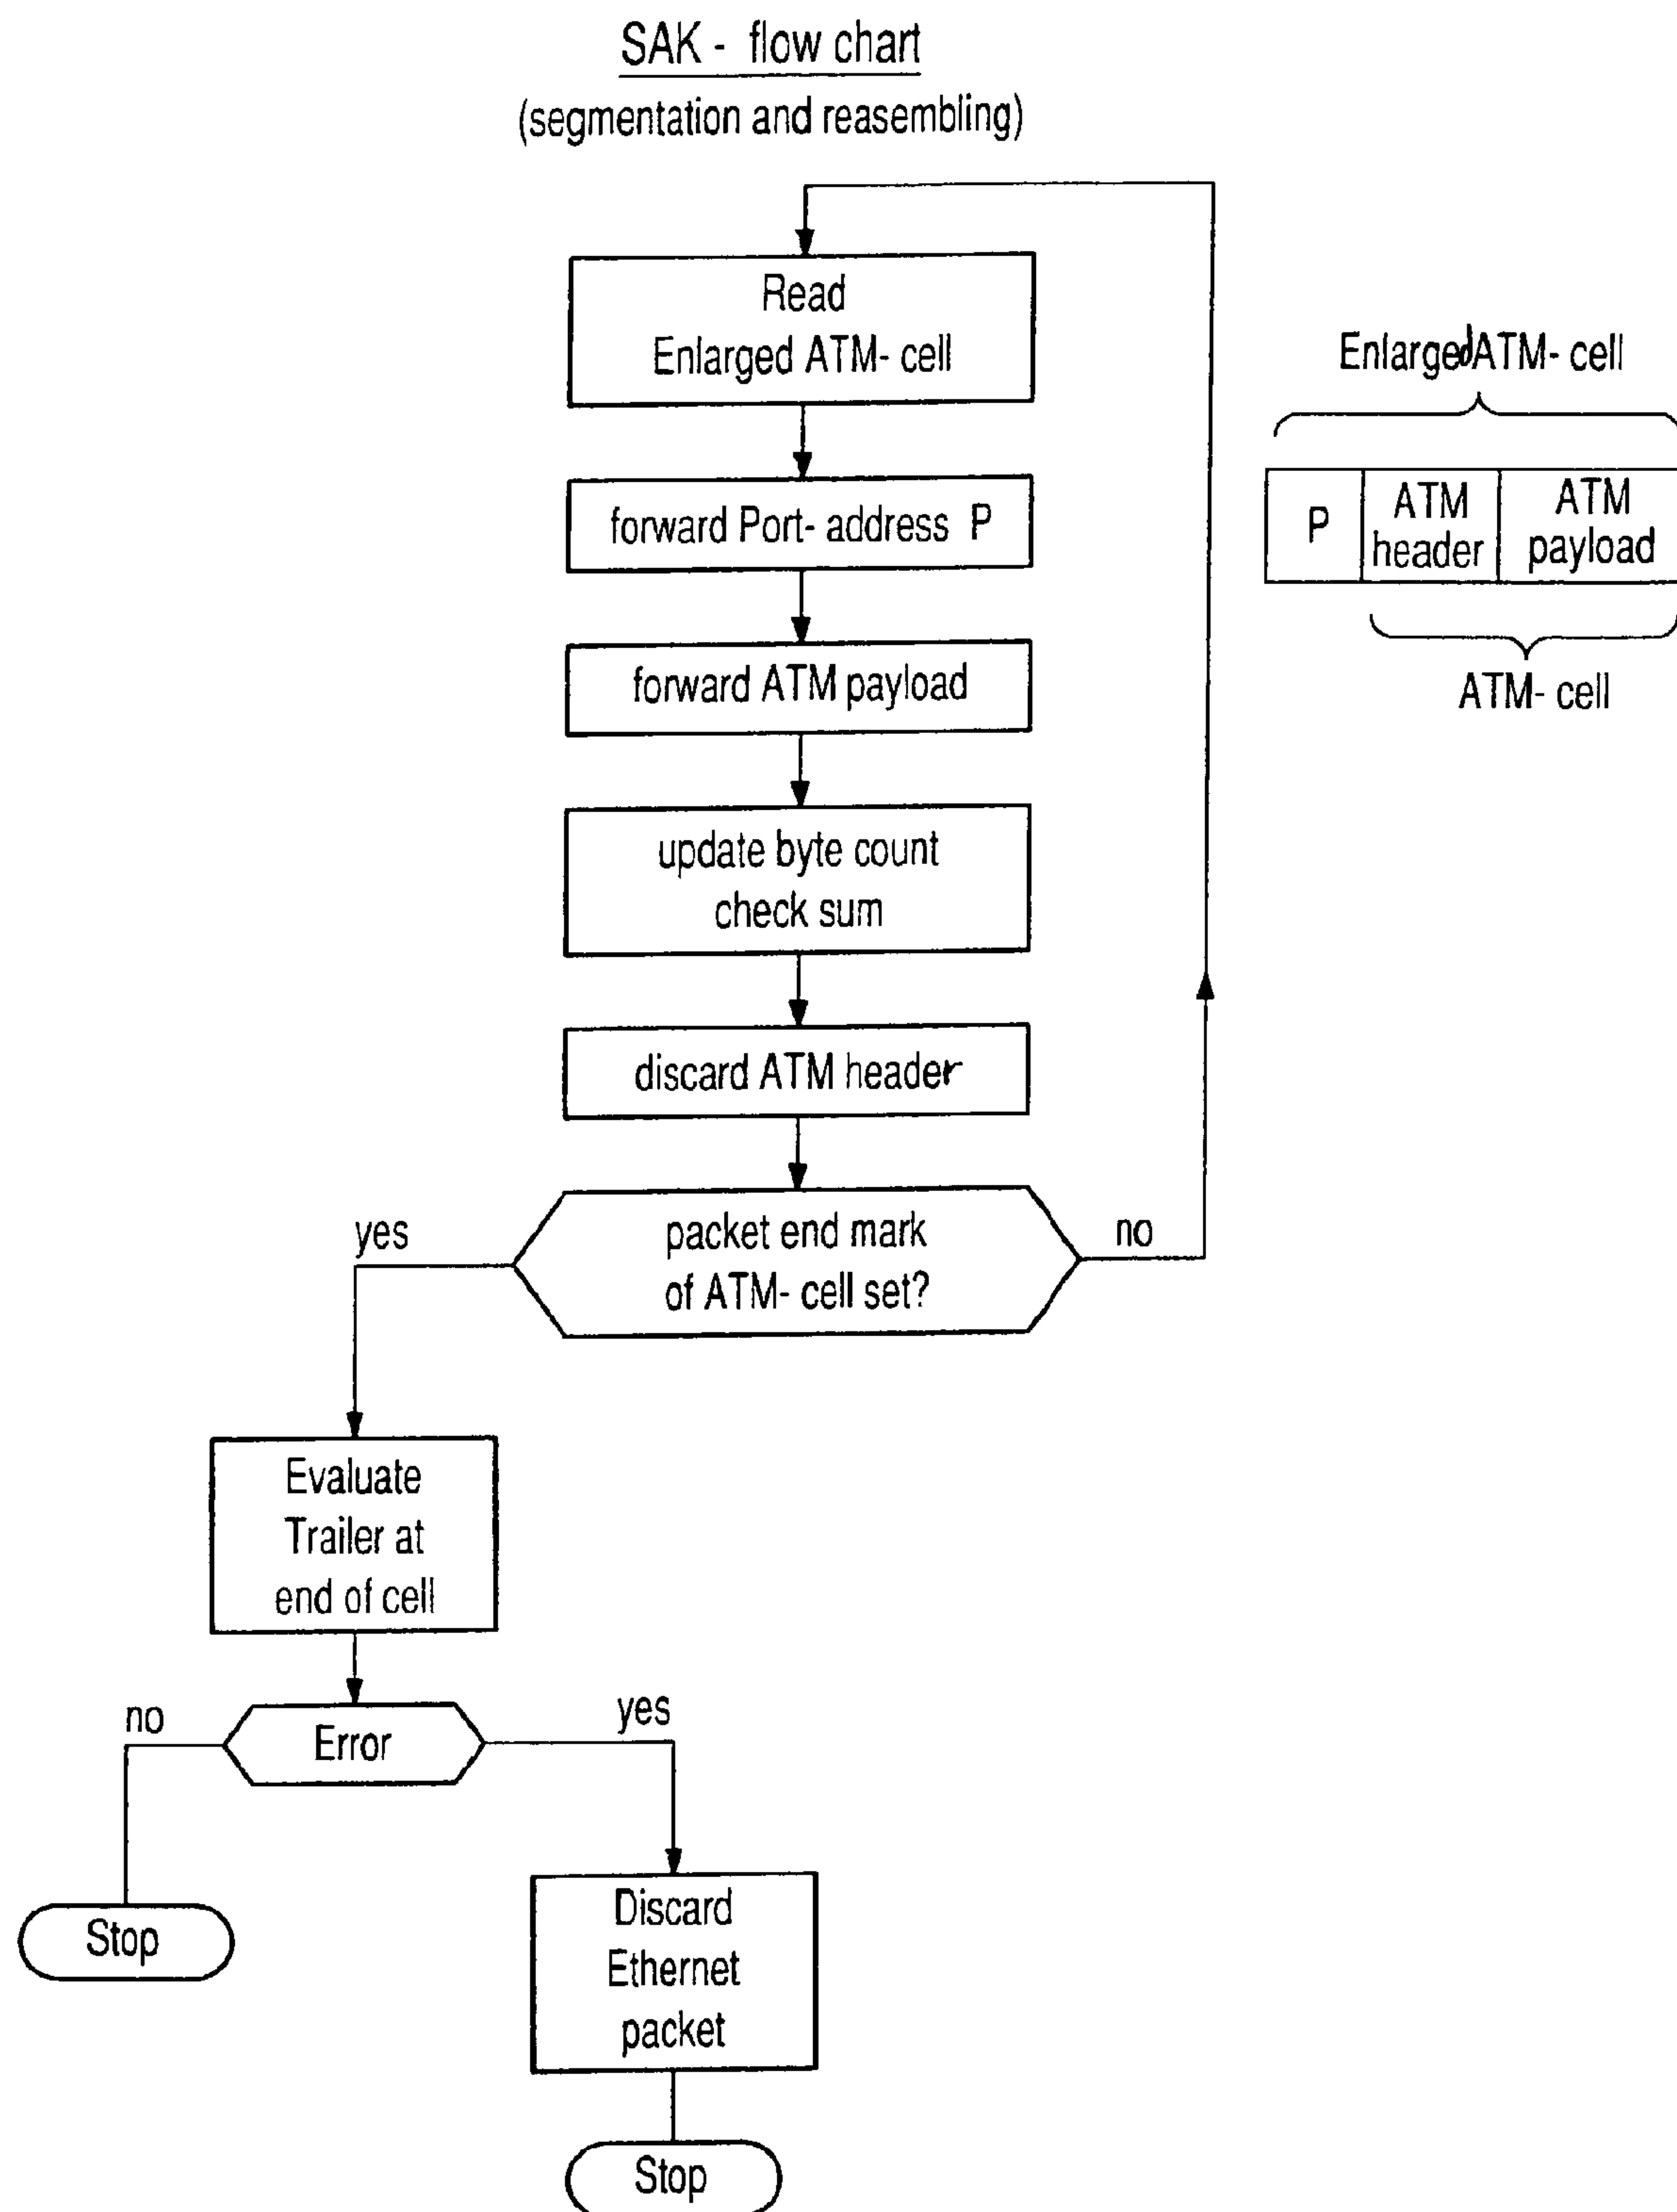 SAK - flow chart
(segmentation and reasembling)
Read
Enlarged ATM- cell
forward Port- address P
forward ATM payload
update byte count
check sum
discard ATM header
packet end mark
of ATM- cell set?
yes
no
Evaluate
Trailer at
end of cell
Error
no
yes
Stop
Discard
Ethernet
packet
Stop
Enlarged ATM- cell
P
ATM
header
ATM
payload
ATM- cell